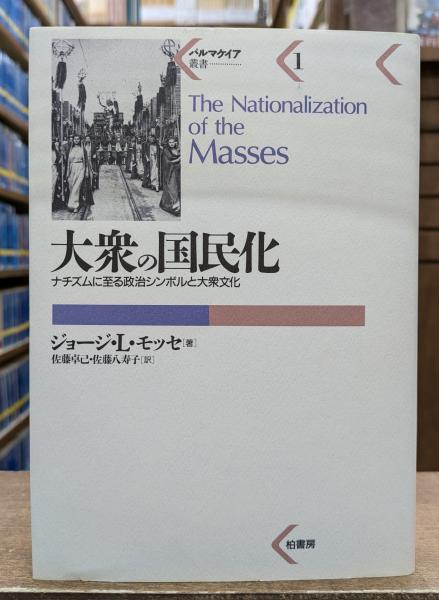 パルマケイア
叢書
1
The Nationalization
of the
Masses
大衆の国民化
ナチズムに至る政治シンボルと大衆文化
ジョージ・L・モッセ[著]
佐藤卓己・佐藤八寿子[訳]
柏書房